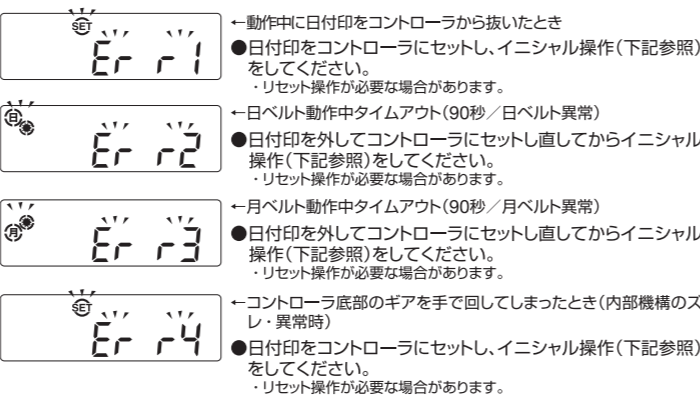 SET
Er r1
←動作中に日付印をコントローラから抜いたとき
●日付印をコントローラにセットし、イニシャル操作(下記参照)
をしてください。
・リセット操作が必要な場合があります。
日
Er r2
←日ベルト動作中タイムアウト(90秒／日ベルト異常)
●日付印を外してコントローラにセットし直してからイニシャル
操作(下記参照)をしてください。
・リセット操作が必要な場合があります。
月
Er r3
←月ベルト動作中タイムアウト(90秒／月ベルト異常)
●日付印を外してコントローラにセットし直してからイニシャル
操作(下記参照)をしてください。
・リセット操作が必要な場合があります。
SET
Er r4
←コントローラ底部のギアを手で回してしまったとき(内部機構のズ
レ・異常時)
●日付印をコントローラにセットし、イニシャル操作(下記参照)
をしてください。
・リセット操作が必要な場合があります。